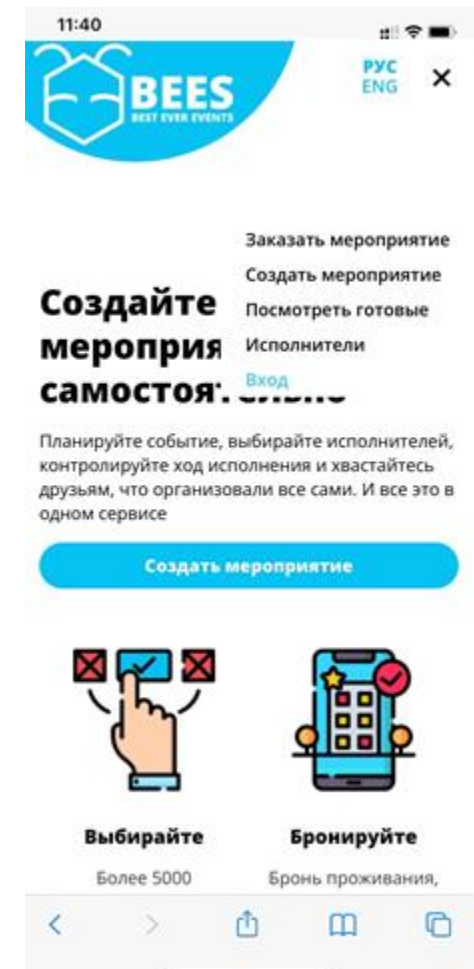 11:40
BEES
BEST EVER EVENTS
РУС
ENG
Заказать мероприятие
Создать мероприятие
Посмотреть готовые
Исполнители
Вход
Создайте
мероприя
самостоятельно
Планируйте событие, выбирайте исполнителей,
контролируйте ход исполнения и хвастайтесь
друзьям, что организовали все сами. И все это в
одном сервисе
Создать мероприятие
Выбирайте
Бронируйте
Более 5000
Бронь проживания,